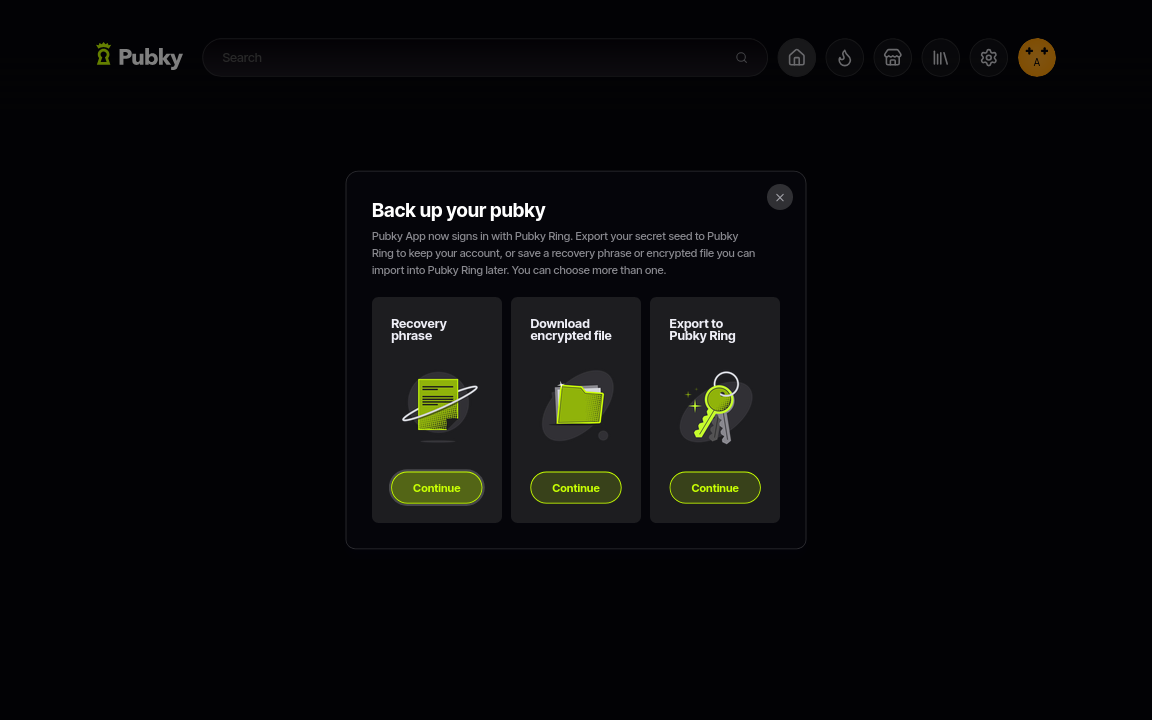 Pubky
Search
A
Back up your pubky
Pubky App now signs in with Pubky Ring. Export your secret seed to Pubky
Ring to keep your account, or save a recovery phrase or encrypted file you can
import into Pubky Ring later. You can choose more than one.
Recovery
phrase
Continue
Download
encrypted file
Continue
Export to
Pubky Ring
Continue